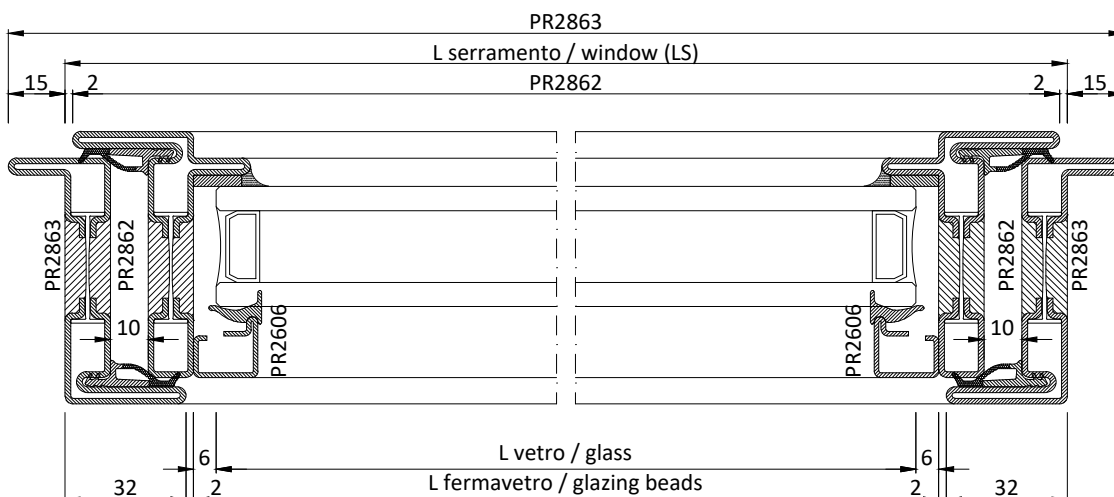 PR2863
L serramento / window (LS)
15 2 PR2862 2 15
PR2863 PR2862 PR2862 PR2863
10 10
PR2606 PR2606
6 L vetro / glass 6
32 2 L fermavetro / glazing beads 2 32